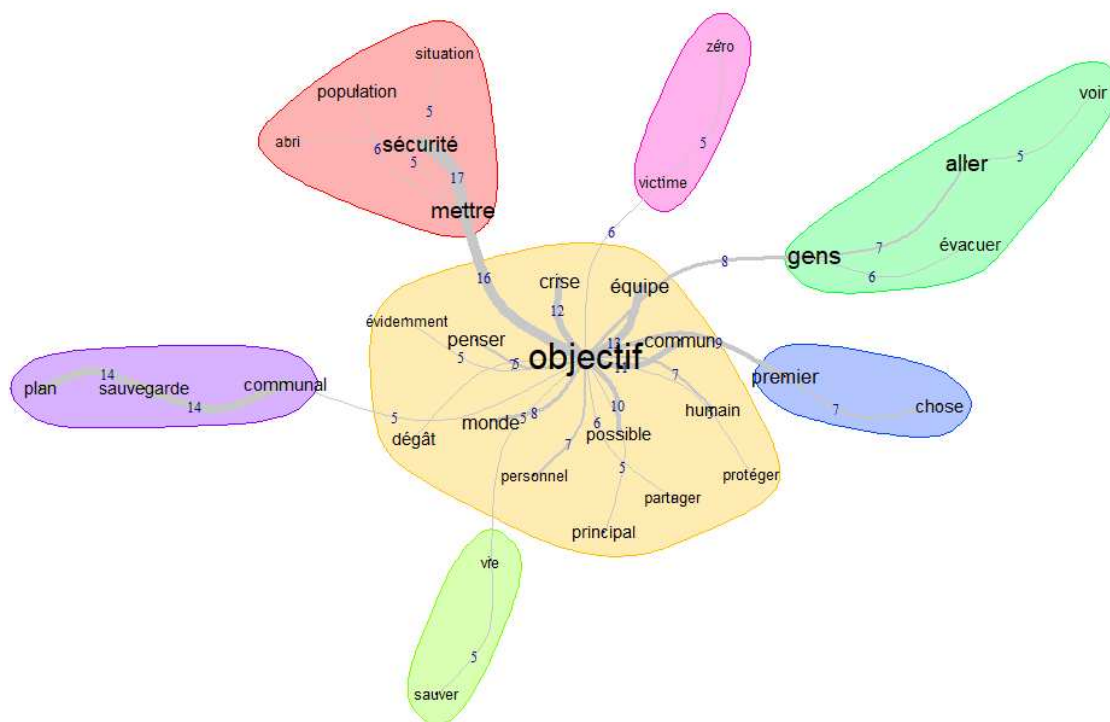 zéro
situation
population
voir
5
5
abri
6
sécurité
5
5
aller
17
victime
mettre
6
7
évacuer
gens
8
6
16
crise
équipe
12
évidemment
penser
13
commun
9
objectif
5
11
premier
14
7
plan
sauvegarde
communal
10
humain
7
chose
14
5
monde
8
5
6
possible
5
dégât
7
5
personnel
protéger
partager
principal
vie
5
sauver